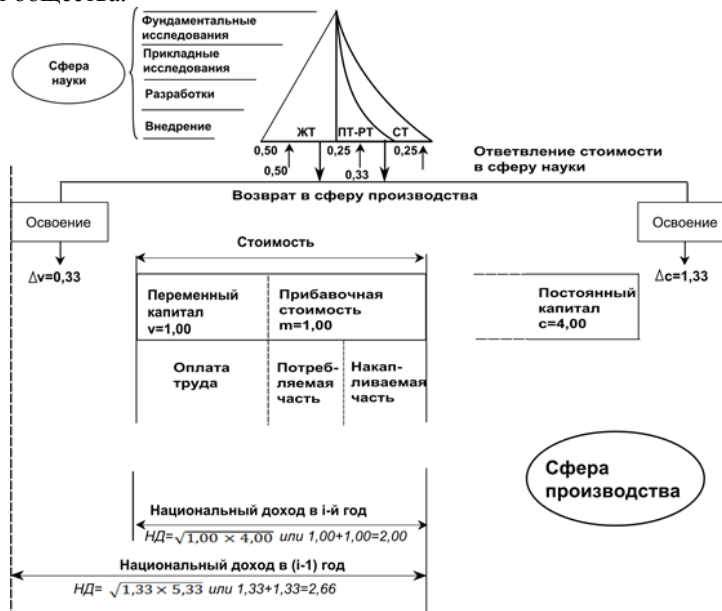 общества.
Сфера
науки
Фундаментальные
исследования
Прикладные
исследования
Разработки
Внедрение
ЖТ ПТ-РТ СТ
0,50 0,25 0,25
0,50 0,33
Ответвление стоимости
в сферу науки
Возврат в сферу производства
Освоение
Освоение
Δv=0,33
Δc=1,33
Стоимость
Переменный
капитал
v=1,00
Прибавочная
стоимость
m=1,00
Постоянный
капитал
c=4,00
Оплата
труда
Потреб-
ляемая
часть
Накап-
ливаемая
часть
Сфера
производства
Национальный доход в i-й год
НД=√1,00 × 4,00 или 1,00+1,00=2,00
Национальный доход в (i-1) год
НД= √1,33 × 5,33 или 1,33+1,33=2,66